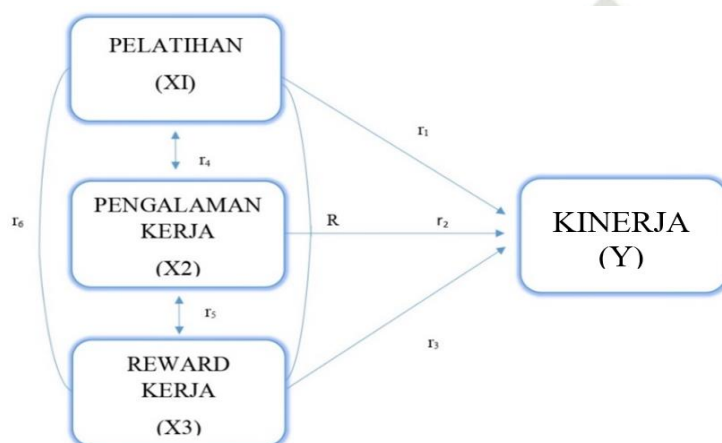 PELATIHAN
(XI)
r₁
r₄
PENGALAMAN
KERJA
(X2)
r₆
R
r₂
KINERJA
(Y)
r₅
r₃
REWARD
KERJA
(X3)